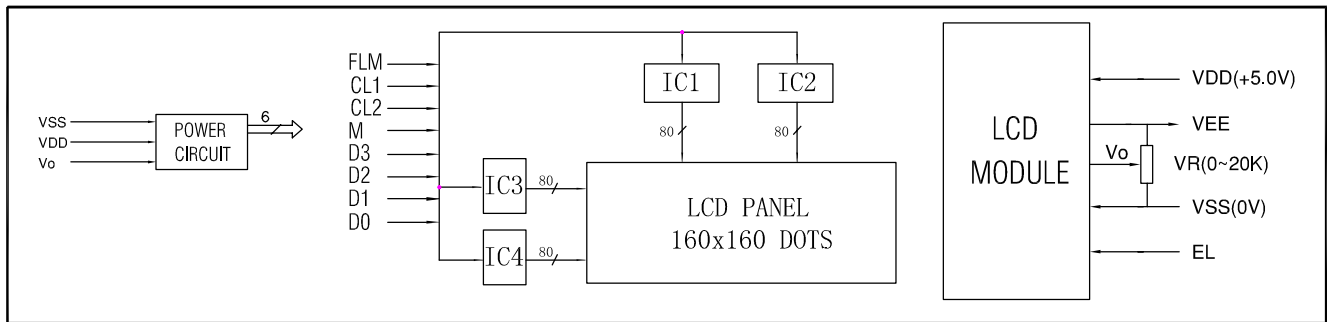 VSS
VDD
Vo
POWER
CIRCUIT
6
FLM
CL1
CL2
M
D3
D2
D1
D0
IC1
IC2
80
80
IC3
80
IC4
80
LCD PANEL
160x160 DOTS
LCD
MODULE
VDD(+5.0V)
VEE
Vo
VR(0~20K)
VSS(0V)
EL